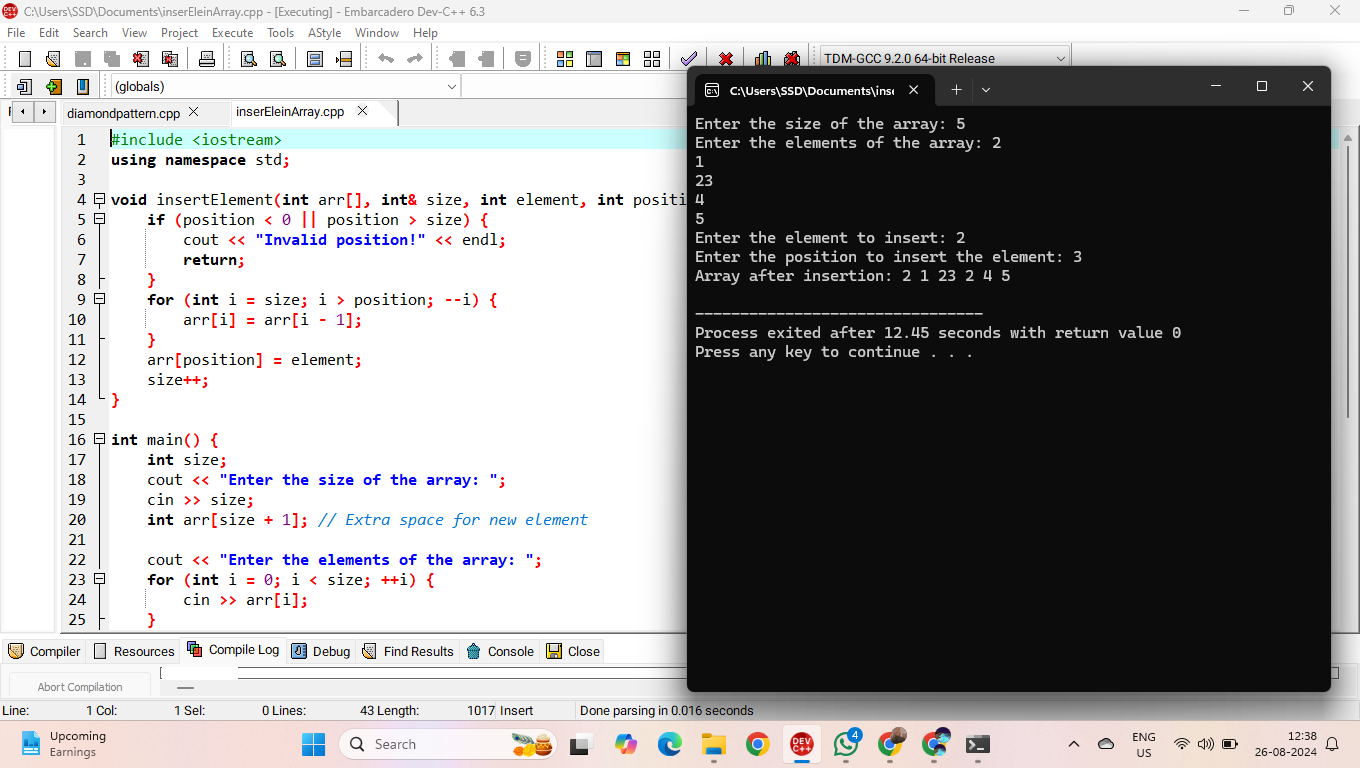 C:\Users\SSD\Documents\inserEleinArray.cpp - [Executing] - Embarcadero Dev-C++ 6.3
File Edit Search View Project Execute Tools AStyle Window Help
TDM-GCC 9.2.0 64-bit Release
(globals)
diamondpattern.cpp inserEleinArray.cpp
1 #include <iostream>
2 using namespace std;
3
4 void insertElement(int arr[], int& size, int element, int positi
5 if (position < 0 || position > size) {
6 cout << "Invalid position!" << endl;
7 return;
8 }
9 for (int i = size; i > position; --i) {
10 arr[i] = arr[i - 1];
11 }
12 arr[position] = element;
13 size++;
14 }
15
16 int main() {
17 int size;
18 cout << "Enter the size of the array: ";
19 cin >> size;
20 int arr[size + 1]; // Extra space for new element
21
22 cout << "Enter the elements of the array: ";
23 for (int i = 0; i < size; ++i) {
24 cin >> arr[i];
25 }
C:\Users\SSD\Documents\inse
Enter the size of the array: 5
Enter the elements of the array: 2
1
23
4
5
Enter the element to insert: 2
Enter the position to insert the element: 3
Array after insertion: 2 1 23 2 4 5
--------------------------------
Process exited after 12.45 seconds with return value 0
Press any key to continue . . .
Compiler Resources Compile Log Debug Find Results Console Close
Abort Compilation
Line: 1 Col: 1 Sel: 0 Lines: 43 Length: 1017 Insert Done parsing in 0.016 seconds
Upcoming
Earnings
Search
DEV
C++
4
ENG
US
12:38
26-08-2024